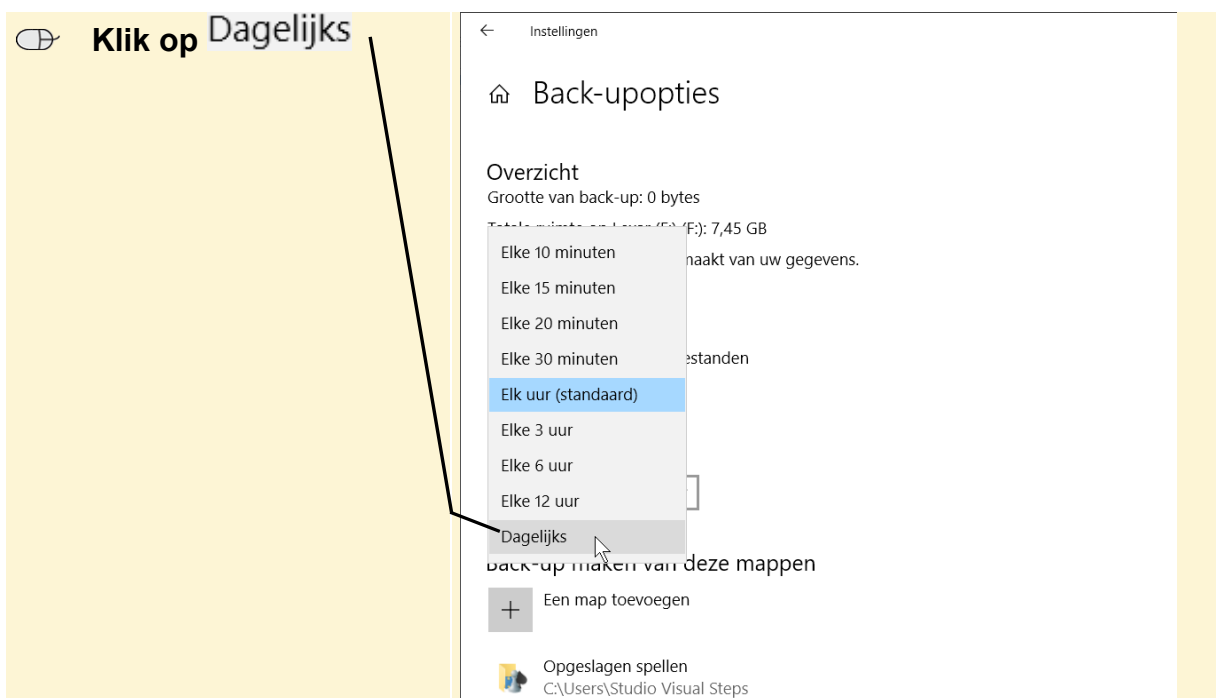 Klik op Dagelijks
Instellingen
Back-upopties
Overzicht
Grootte van back-up: 0 bytes
(F:): 7,45 GB
van uw gegevens.
Elke 10 minuten
Elke 15 minuten
Elke 20 minuten
Elke 30 minuten
Elk uur (standaard)
Elke 3 uur
Elke 6 uur
Elke 12 uur
Dagelijks
Back-up maken van deze mappen
Een map toevoegen
Opgeslagen spellen
C:\Users\Studio Visual Steps